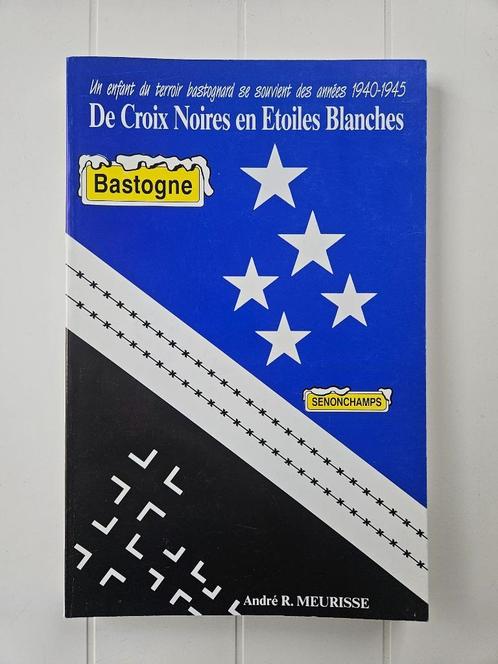 Un enfant du terroir bastognard se souvient des années 1940-1945
De Croix Noires en Etoiles Blanches
Bastogne
SENONCHAMPS
André R. MEURISSE